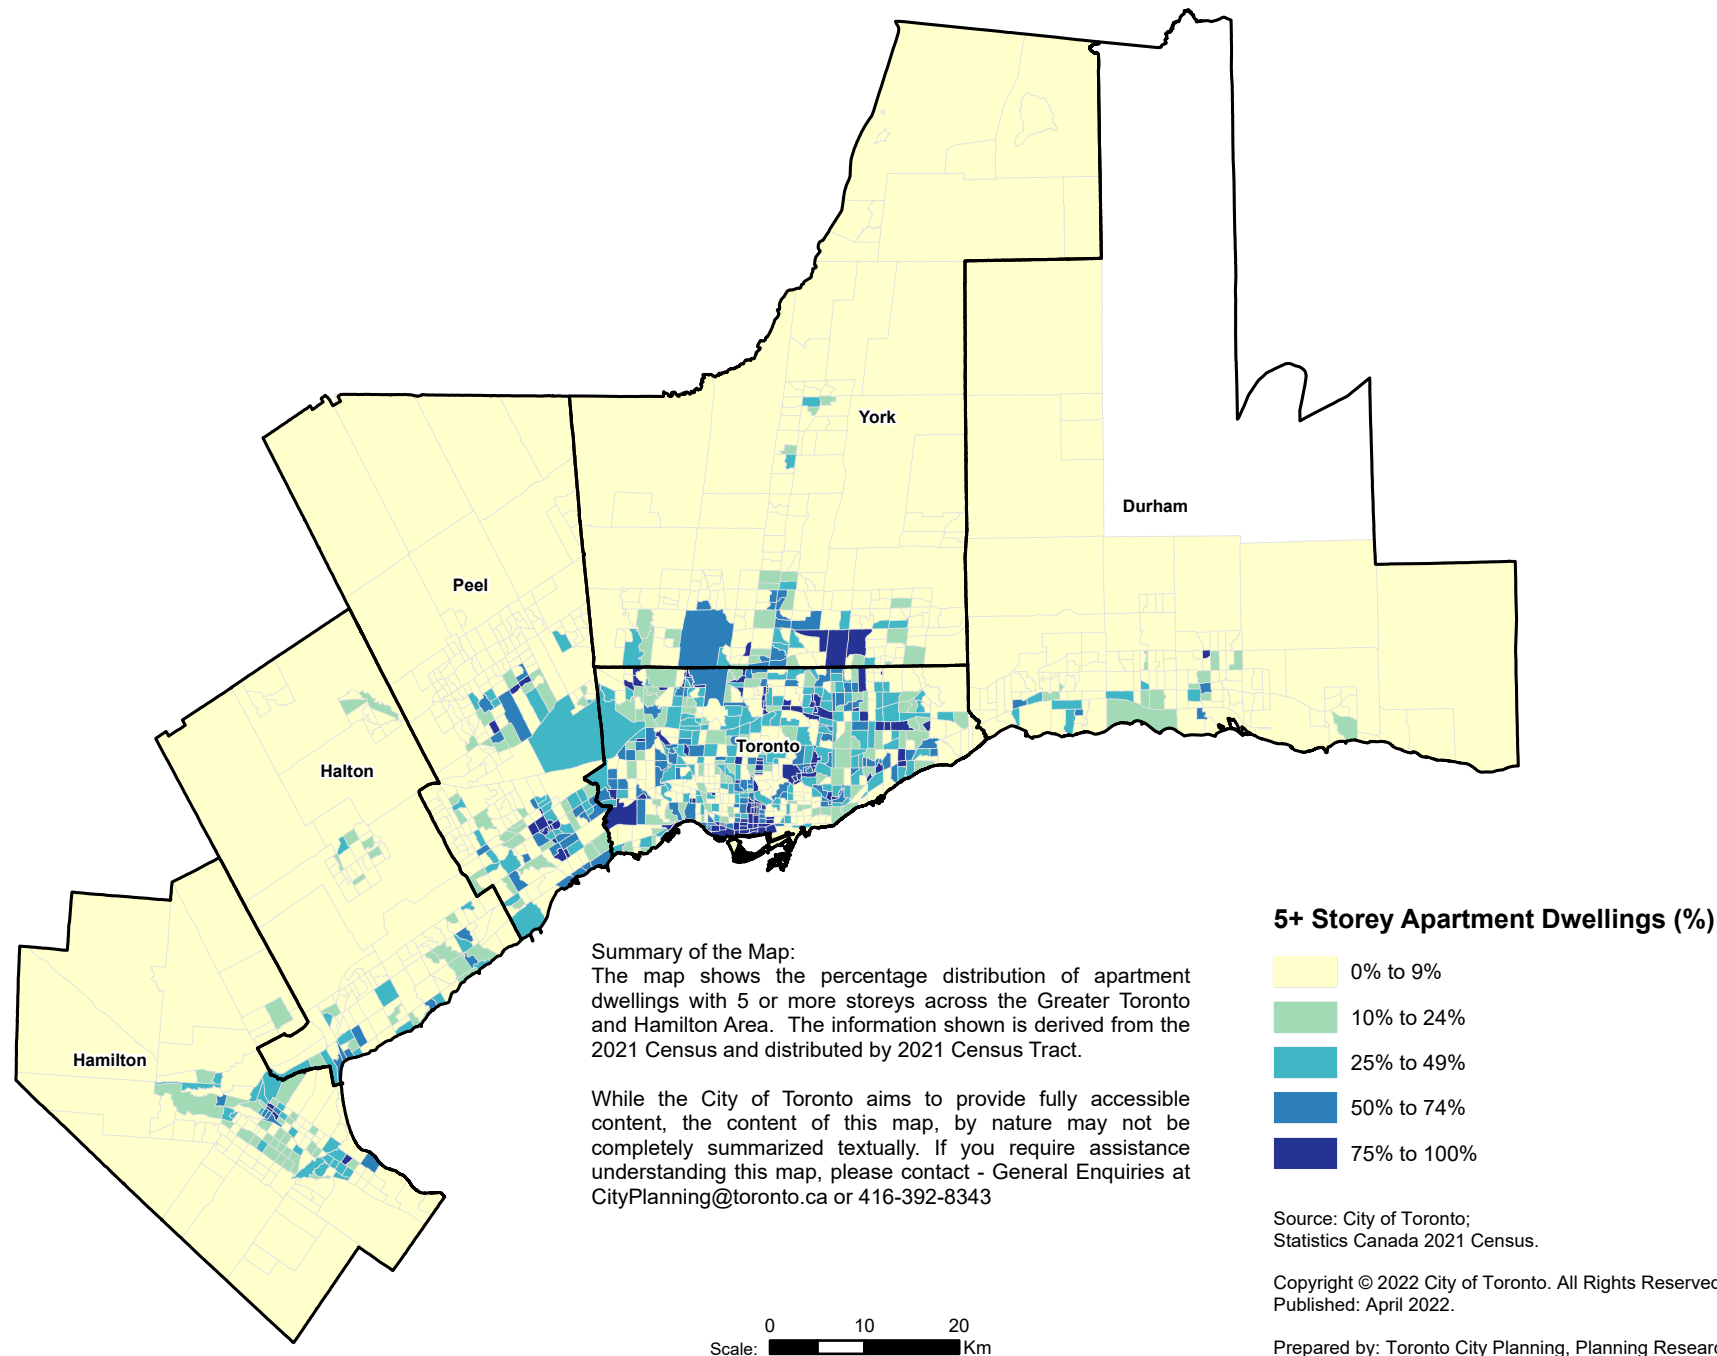 York
Durham
Peel
Toronto
Halton
Hamilton
Summary of the Map:
The map shows the percentage distribution of apartment
dwellings with 5 or more storeys across the Greater Toronto
and Hamilton Area. The information shown is derived from the
2021 Census and distributed by 2021 Census Tract.
While the City of Toronto aims to provide fully accessible
content, the content of this map, by nature may not be
completely summarized textually. If you require assistance
understanding this map, please contact - General Enquiries at
CityPlanning@toronto.ca or 416-392-8343
5+ Storey Apartment Dwellings (%)
0% to 9%
10% to 24%
25% to 49%
50% to 74%
75% to 100%
Source: City of Toronto;
Statistics Canada 2021 Census.
Copyright © 2022 City of Toronto. All Rights Reserved
Published: April 2022.
Prepared by: Toronto City Planning, Planning Research
0 10 20
Scale: Km